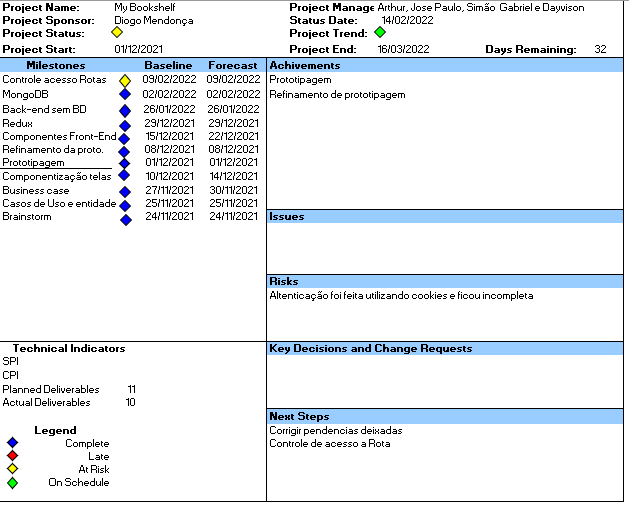 Project Name: My Bookshelf Project Manage Arthur, Jose Paulo, Simão Gabriel e Dayvison
Project Sponsor: Diogo Mendonça Status Date: 14/02/2022
Project Status: Project Trend:
Project Start: 01/12/2021 Project End: 16/03/2022 Days Remaining: 32
Milestones Baseline Forecast
Controle acesso Rotas 09/02/2022 09/02/2022
MongoDB 02/02/2022 02/02/2022
Back-end sem BD 26/01/2022 26/01/2022
Redux 29/12/2021 29/12/2021
Componentes Front-End 15/12/2021 22/12/2021
Refinamento da proto. 08/12/2021 08/12/2021
Prototipagem 01/12/2021 01/12/2021
Componentização telas 10/12/2021 14/12/2021
Business case 27/11/2021 30/11/2021
Casos de Uso e entidade 25/11/2021 25/11/2021
Brainstorm 24/11/2021 24/11/2021
Achivements
Prototipagem
Refinamento de prototipagem
Issues
Risks
Altenticação foi feita utilizando cookies e ficou incompleta
Technical Indicators
SPI
CPI
Planned Deliverables 11
Actual Deliverables 10
Legend
Complete
Late
At Risk
On Schedule
Key Decisions and Change Requests
Next Steps
Corrigir pendencias deixadas
Controle de acesso a Rota